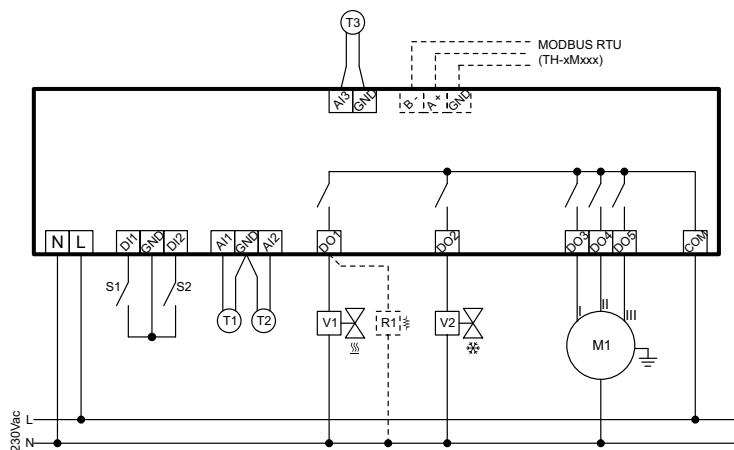 T3
MODBUS RTU
(TH-xMxxx)
AI3
GND
B -
A +
GND
N
L
DI1
GND
DI2
AI1
GND
AI2
DO1
DO2
DO3
DO4
DO5
COM
S1
S2
T1
T2
V1
R1
V2
I
II
III
M1
230Vac
L
N